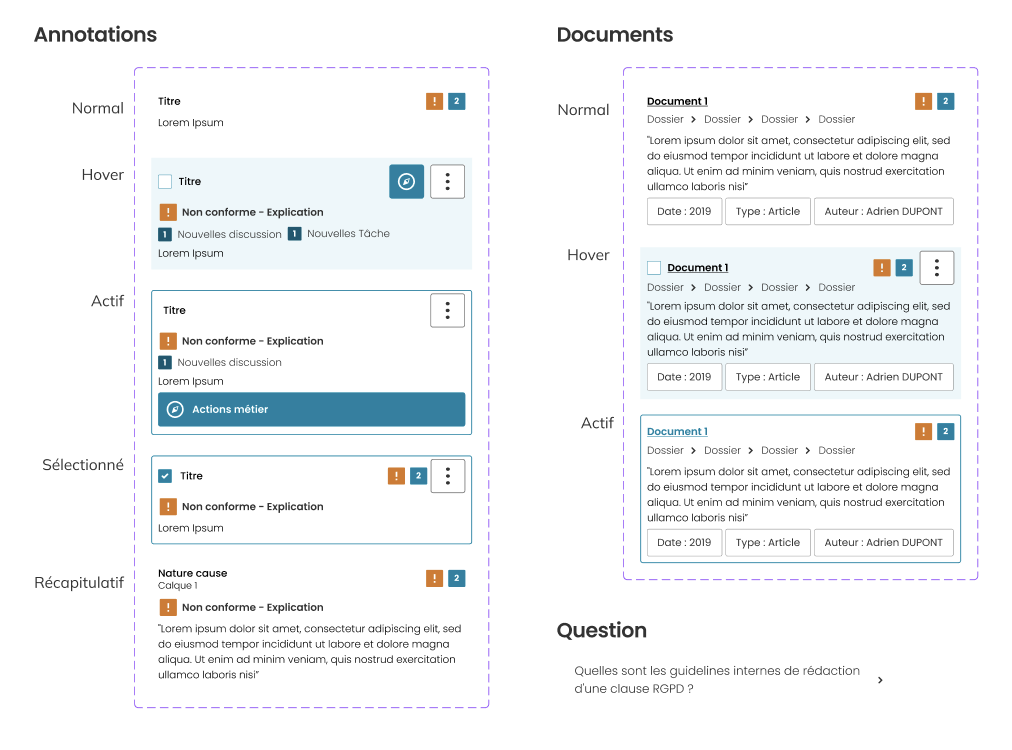 Annotations
Normal
Titre
! 2
Lorem Ipsum
Hover
Titre
! Non conforme - Explication
1 Nouvelles discussion 1 Nouvelles Tâche
Lorem Ipsum
Actif
Titre
! Non conforme - Explication
1 Nouvelles discussion
Lorem Ipsum
Actions métier
Sélectionné
Titre
! 2
! Non conforme - Explication
Lorem Ipsum
Récapitulatif
Nature cause
! 2
Calque 1
! Non conforme - Explication
"Lorem ipsum dolor sit amet, consectetur adipiscing elit, sed
do eiusmod tempor incididunt ut labore et dolore magna
aliqua. Ut enim ad minim veniam, quis nostrud exercitation
ullamco laboris nisi"
Documents
Normal
Document 1
! 2
Dossier > Dossier > Dossier > Dossier
"Lorem ipsum dolor sit amet, consectetur adipiscing elit, sed
do eiusmod tempor incididunt ut labore et dolore magna
aliqua. Ut enim ad minim veniam, quis nostrud exercitation
ullamco laboris nisi"
Date : 2019 Type : Article Auteur : Adrien DUPONT
Hover
Document 1
! 2
Dossier > Dossier > Dossier > Dossier
"Lorem ipsum dolor sit amet, consectetur adipiscing elit, sed
do eiusmod tempor incididunt ut labore et dolore magna
aliqua. Ut enim ad minim veniam, quis nostrud exercitation
ullamco laboris nisi"
Date : 2019 Type : Article Auteur : Adrien DUPONT
Actif
Document 1
! 2
Dossier > Dossier > Dossier > Dossier
"Lorem ipsum dolor sit amet, consectetur adipiscing elit, sed
do eiusmod tempor incididunt ut labore et dolore magna
aliqua. Ut enim ad minim veniam, quis nostrud exercitation
ullamco laboris nisi"
Date : 2019 Type : Article Auteur : Adrien DUPONT
Question
Quelles sont les guidelines internes de rédaction
d'une clause RGPD ? >